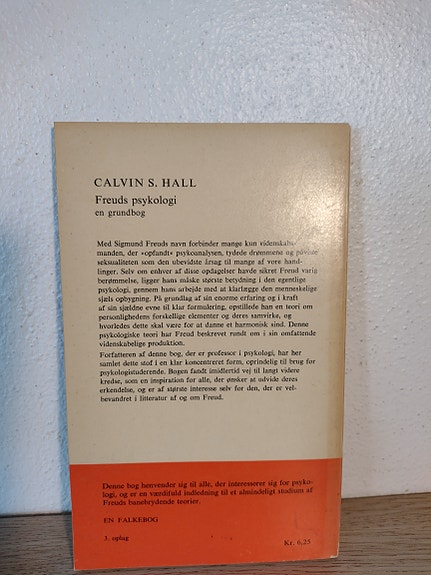 CALVIN S. HALL
Freuds psykologi
en grundbog
Med Sigmund Freuds navn forbinder mange kun videnskabs-
manden, der »opfandt« psykoanalysen, tydede drømmene og
seksualiteten som den ubevidste årsag til mange af vore hand-
linger. Selv om enhver af disse opdagelser havde sikret Freud varig
berømmelse, ligger hans måske største betydning i den egentlige
psykologi, gennem hans arbejde med at klarlægge den menneskelige
sjæls opbygning. På grundlag af sin enorme erfaring og i kraft
af sin sjældne evne til klar formulering, opstillede han en teori om
personlighedens forskellige elementer og deres samvirke, og
hvorledes dette skal være for at danne et harmonisk sind. Denne
psykologiske teori har Freud beskrevet rundt om i sin omfattende
videnskabelige produktion.
Forfatteren af denne bog, der er professor i psykologi, har her
samlet dette stof i en klar koncentreret form, oprindelig til brug for
psykologistuderende. Bogen fandt imidlertid vej til langt videre
kredse, som en inspiration for alle, der ønsker at udvide deres
erkendelse, og er af største interesse selv for den, der er vel-
bevandret i litteratur af og om Freud.
Denne bog henvender sig til alle, der interesserer sig for psyko-
logi, og er en værdifuld indledning til et almindeligt studium af
Freuds banebrydende teorier.
EN FALKEBOG
3. oplag
Kr. 6,25